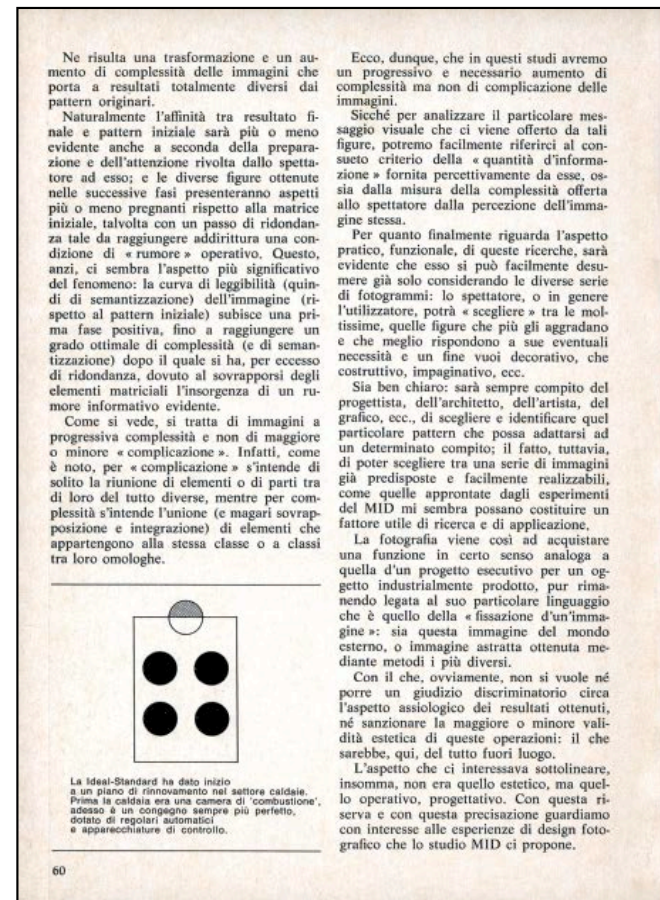 Ne risulta una trasformazione e un au-
mento di complessità delle immagini che
porta a resultati totalmente diversi dai
pattern originari.
Naturalmente l'affinità tra resultato fi-
nale e pattern iniziale sarà più o meno
evidente anche a seconda della prepara-
zione e dell'attenzione rivolta dallo spetta-
tore ad esso; e le diverse figure ottenute
nelle successive fasi presenteranno aspetti
più o meno pregnanti rispetto alla matrice
iniziale, talvolta con un passo di ridondan-
za tale da raggiungere addirittura una con-
dizione di « rumore » operativo. Questo,
anzi, ci sembra l'aspetto più significativo
del fenomeno: la curva di leggibilità (quin-
di di semantizzazione) dell'immagine (ri-
spetto al pattern iniziale) subisce una pri-
ma fase positiva, fino a raggiungere un
grado ottimale di complessità (e di seman-
tizzazione) dopo il quale si ha, per eccesso
di ridondanza, dovuto al sovrapporsi degli
elementi matriciali l'insorgenza di un ru-
more informativo evidente.
Come si vede, si tratta di immagini a
progressiva complessità e non di maggiore
o minore « complicazione ». Infatti, come
è noto, per « complicazione » s'intende di
solito la riunione di elementi o di parti tra
di loro del tutto diverse, mentre per com-
plessità s'intende l'unione (e magari sovrap-
posizione e integrazione) di elementi che
appartengono alla stessa classe o a classi
tra loro omologhe.
La Ideal-Standard ha dato inizio
a un piano di rinnovamento nel settore caldaie.
Prima la caldaia era una camera di 'combustione',
adesso è un congegno sempre più perfetto,
dotato di regolari automatici
e apparecchiature di controllo.
60
Ecco, dunque, che in questi studi avremo
un progressivo e necessario aumento di
complessità ma non di complicazione delle
immagini.
Sicché per analizzare il particolare mes-
saggio visuale che ci viene offerto da tali
figure, potremo facilmente riferirci al con-
sueto criterio della « quantità d'informa-
zione » fornita percettivamente da esse, os-
sia dalla misura della complessità offerta
allo spettatore dalla percezione dell'imma-
gine stessa.
Per quanto finalmente riguarda l'aspetto
pratico, funzionale, di queste ricerche, sarà
evidente che esso si può facilmente desu-
mere già solo considerando le diverse serie
di fotogrammi: lo spettatore, o in genere
l'utilizzatore, potrà « scegliere » tra le mol-
tissime, quelle figure che più gli aggradano
e che meglio rispondono a sue eventuali
necessità e un fine vuoi decorativo, che
costruttivo, impaginativo, ecc.
Sia ben chiaro: sarà sempre compito del
progettista, dell'architetto, dell'artista, del
grafico, ecc., di scegliere e identificare quel
particolare pattern che possa adattarsi ad
un determinato compito; il fatto, tuttavia,
di poter scegliere tra una serie di immagini
già predisposte e facilmente realizzabili,
come quelle approntate dagli esperimenti
del MID mi sembra possano costituire un
fattore utile di ricerca e di applicazione.
La fotografia viene così ad acquistare
una funzione in certo senso analoga a
quella d'un progetto esecutivo per un og-
getto industrialmente prodotto, pur rima-
nendo legata al suo particolare linguaggio
che è quello della « fissazione d'un'imma-
gine »: sia questa immagine del mondo
esterno, o immagine astratta ottenuta me-
diante metodi i più diversi.
Con il che, ovviamente, non si vuole né
porre un giudizio discriminatorio circa
l'aspetto assiologico dei resultati ottenuti,
né sanzionare la maggiore o minore vali-
dità estetica di queste operazioni: il che
sarebbe, qui, del tutto fuori luogo.
L'aspetto che ci interessava sottolineare,
insomma, non era quello estetico, ma quel-
lo operativo, progettativo. Con questa ri-
serva e con questa precisazione guardiamo
con interesse alle esperienze di design foto-
grafico che lo studio MID ci propone.